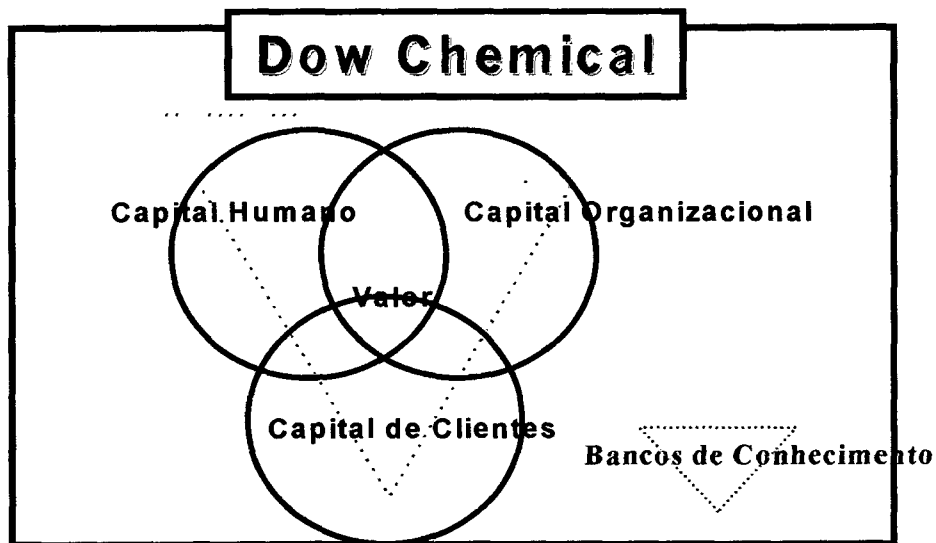 Dow Chemical
Capital Humano
Capital Organizacional
Valor
Capital de Clientes
Bancos de Conhecimento